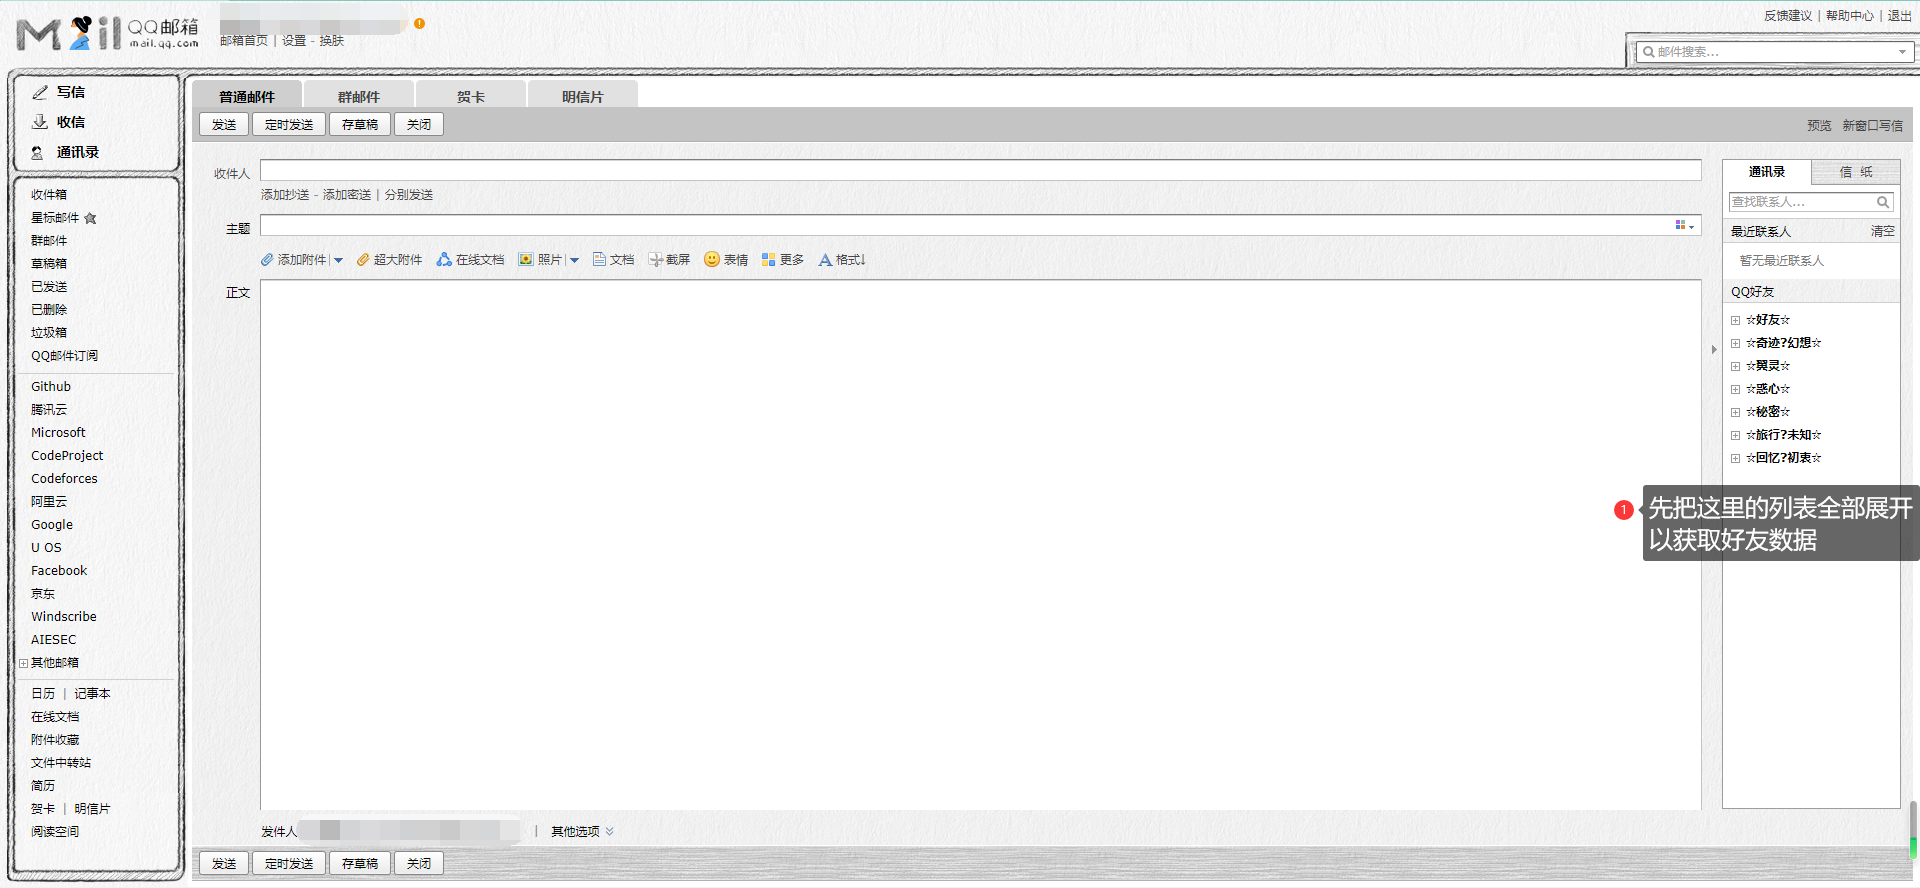 Mail QQ邮箱
mail.qq.com
邮箱首页 | 设置 - 换肤
反馈建议 | 帮助中心 | 退出
邮件搜索...
写信
收信
通讯录
收件箱
星标邮件
群邮件
草稿箱
已发送
已删除
垃圾箱
QQ邮件订阅
Github
腾讯云
Microsoft
CodeProject
Codeforces
阿里云
Google
U OS
Facebook
京东
Windscribe
AIESEC
其他邮箱
日历 | 记事本
在线文档
附件收藏
文件中转站
简历
贺卡 | 明信片
阅读空间
普通邮件 群邮件 贺卡 明信片
发送 定时发送 存草稿 关闭
预览 新窗口写信
收件人
添加抄送 - 添加密送 | 分别发送
主题
添加附件 | 超大附件 在线文档 照片 | 文档 截屏 表情 更多 格式↓
正文
发件人 | 其他选项
发送 定时发送 存草稿 关闭
通讯录 信 纸
查找联系人...
最近联系人 清空
暂无最近联系人
QQ好友
☆好友☆
☆奇迹?幻想☆
☆翼灵☆
☆惑心☆
☆秘密☆
☆旅行?未知☆
☆回忆?初衷☆
1
先把这里的列表全部展开
以获取好友数据